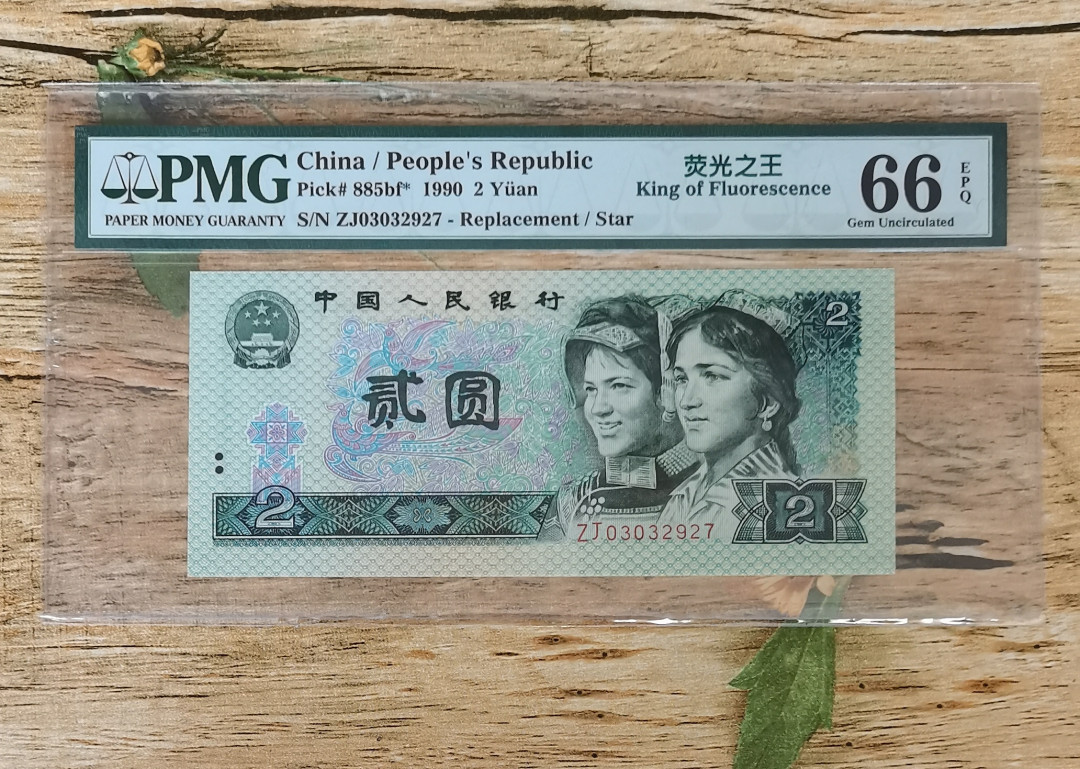 PMG
PAPER MONEY GUARANTY
China / People's Republic
Pick# 885bf* 1990 2 Yüan
S/N ZJ03032927 - Replacement / Star
荧光之王
King of Fluorescence
66
EPQ
Gem Uncirculated
中国人民银行
2
贰圆
2
ZJ03032927
2